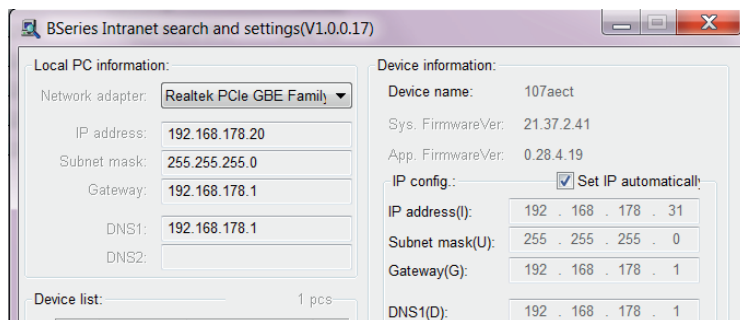 BSeries Intranet search and settings(V1.0.0.17)
Local PC information:
Network adapter: Realtek PCIe GBE Family
IP address: 192.168.178.20
Subnet mask: 255.255.255.0
Gateway: 192.168.178.1
DNS1: 192.168.178.1
DNS2:
Device list: 1 pcs
Device information:
Device name: 107aect
Sys. FirmwareVer: 21.37.2.41
App. FirmwareVer: 0.28.4.19
IP config.: Set IP automatically
IP address(I): 192 . 168 . 178 . 31
Subnet mask(U): 255 . 255 . 255 . 0
Gateway(G): 192 . 168 . 178 . 1
DNS1(D): 192 . 168 . 178 . 1